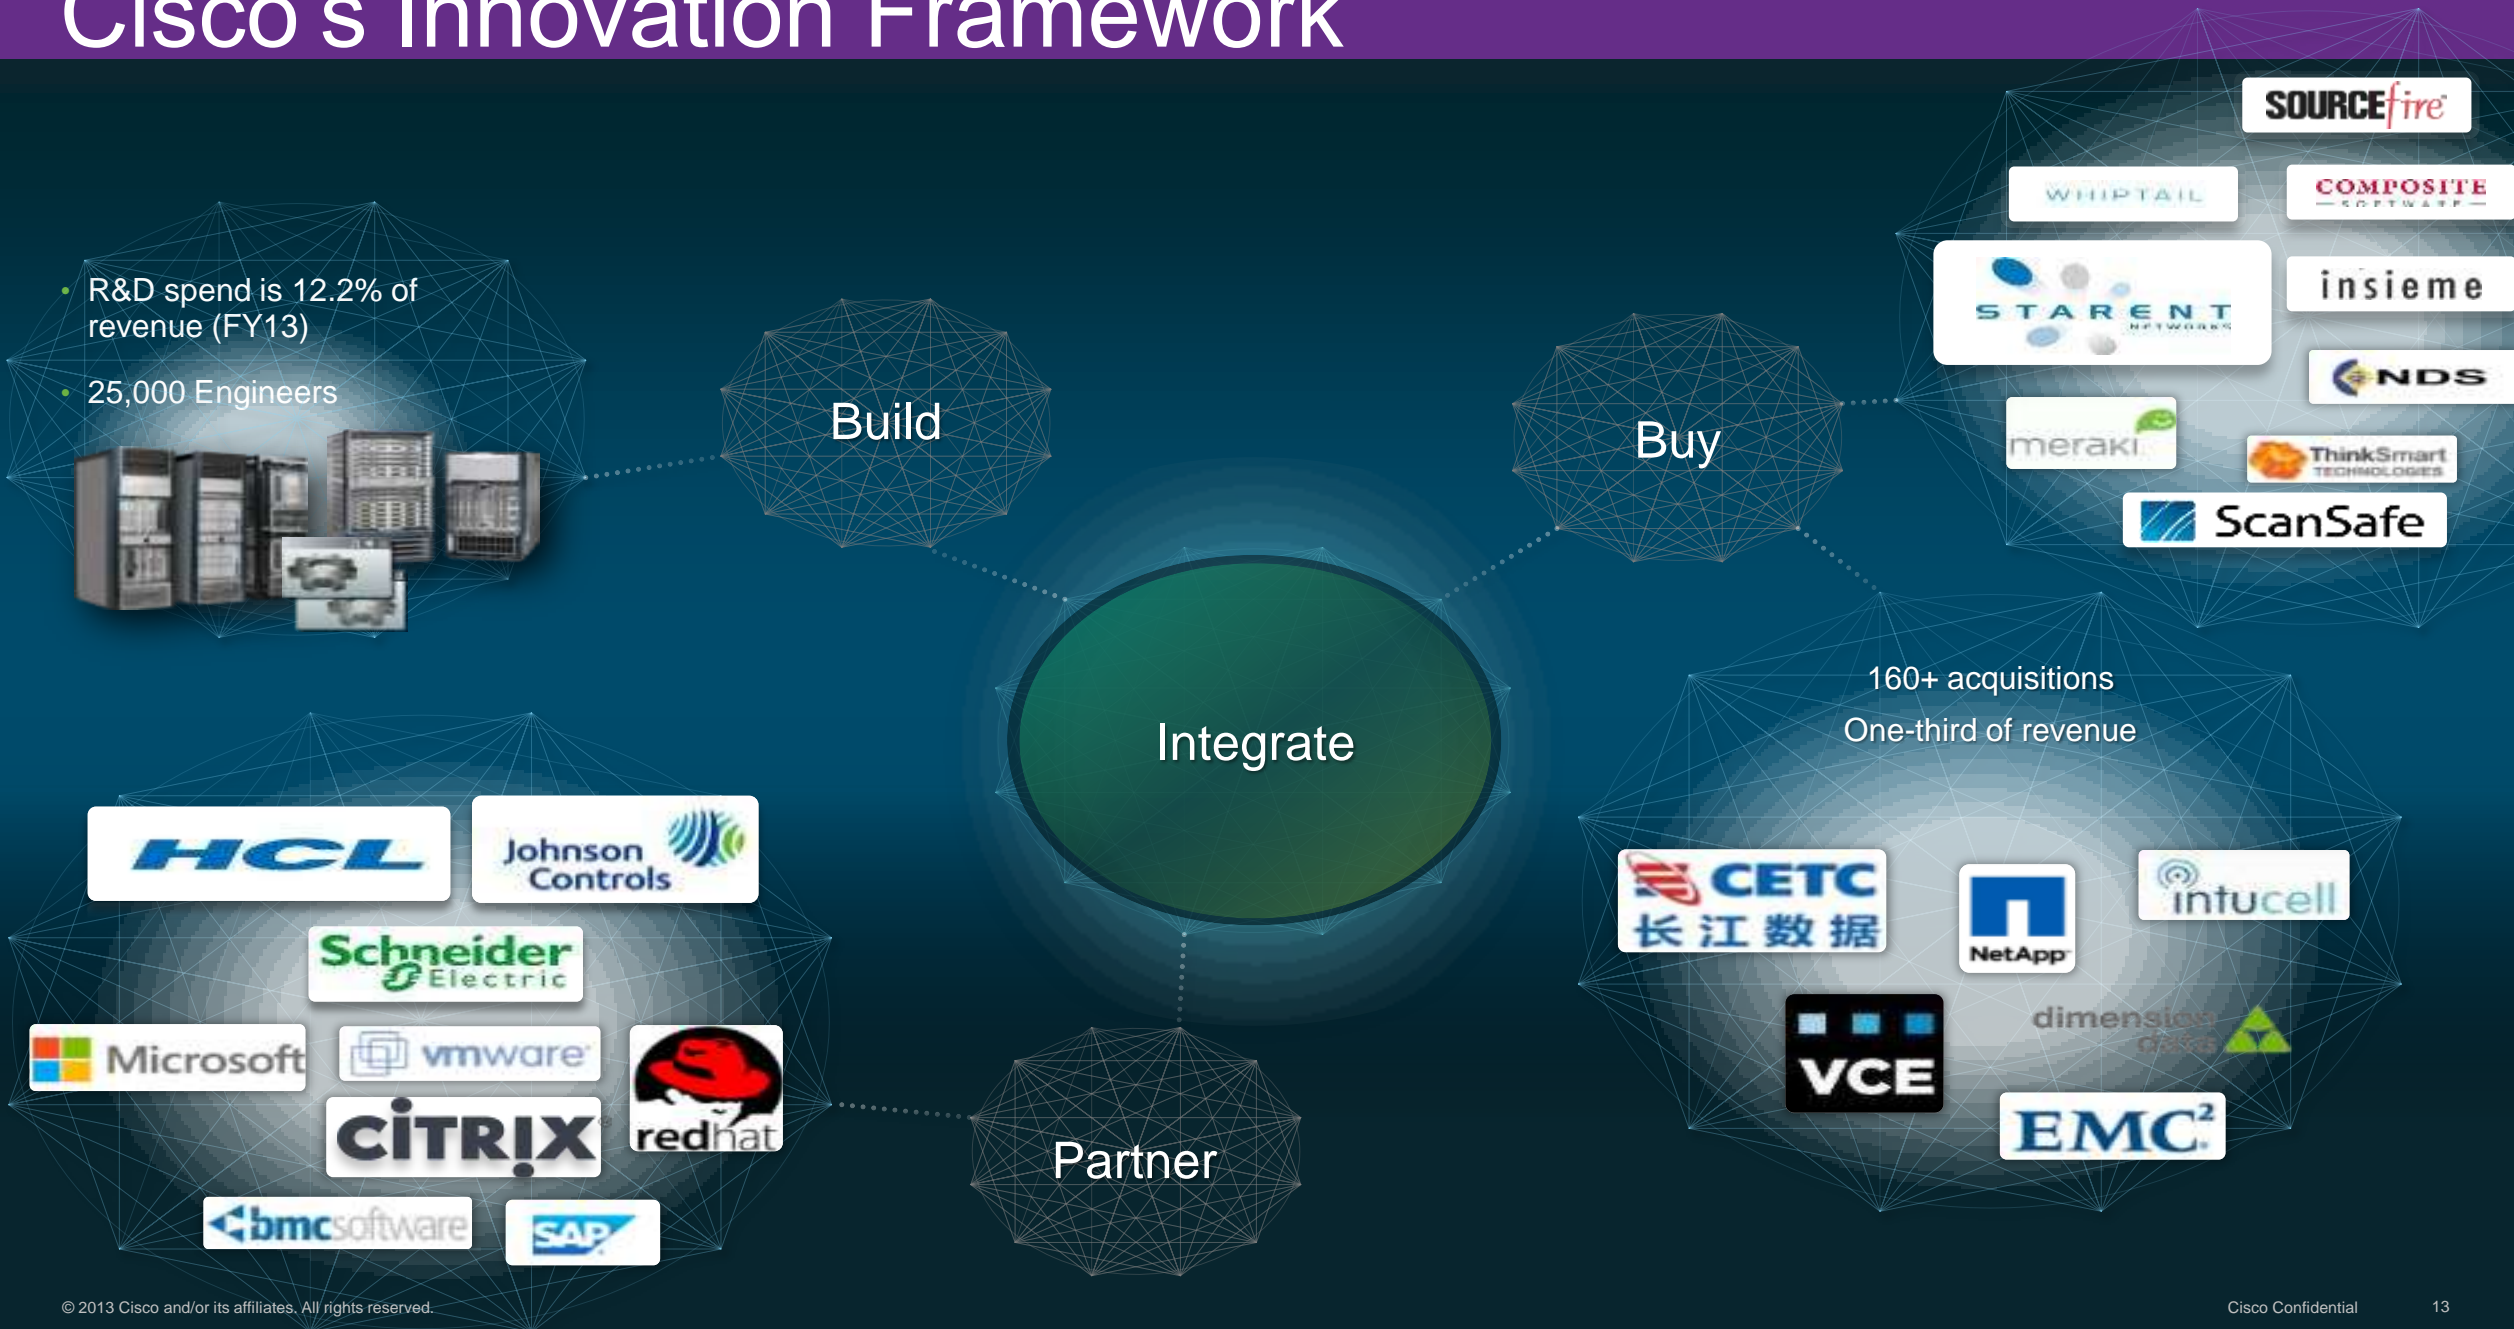 Cisco's Innovation Framework
SOURCEfire
WHIPTAIL
COMPOSITE
SOFTWARE
STARENT
NETWORKS
insieme
NDS
meraki
ThinkSmart
TECHNOLOGIES
ScanSafe
• R&D spend is 12.2% of
revenue (FY13)
• 25,000 Engineers
Build
Buy
Integrate
160+ acquisitions
One-third of revenue
HCL
Johnson
Controls
Schneider
Electric
Microsoft
vmware
redhat
CITRIX
bmcsoftware
SAP
Partner
CETC
长江数据
NetApp
intucell
VCE
dimension
data
EMC²
© 2013 Cisco and/or its affiliates. All rights reserved.
Cisco Confidential
13